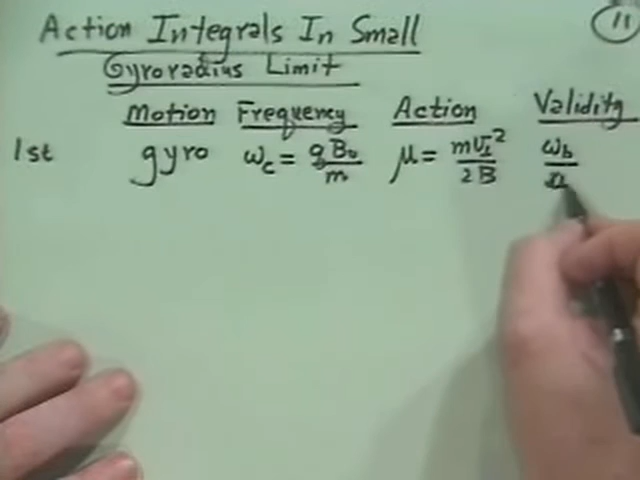 Action Integrals In Small 11
Gyroradius Limit
Motion Frequency Action Validity
1st gyro ω_c = qB₀/m μ = mv⊥²/2B ω_b/Ω